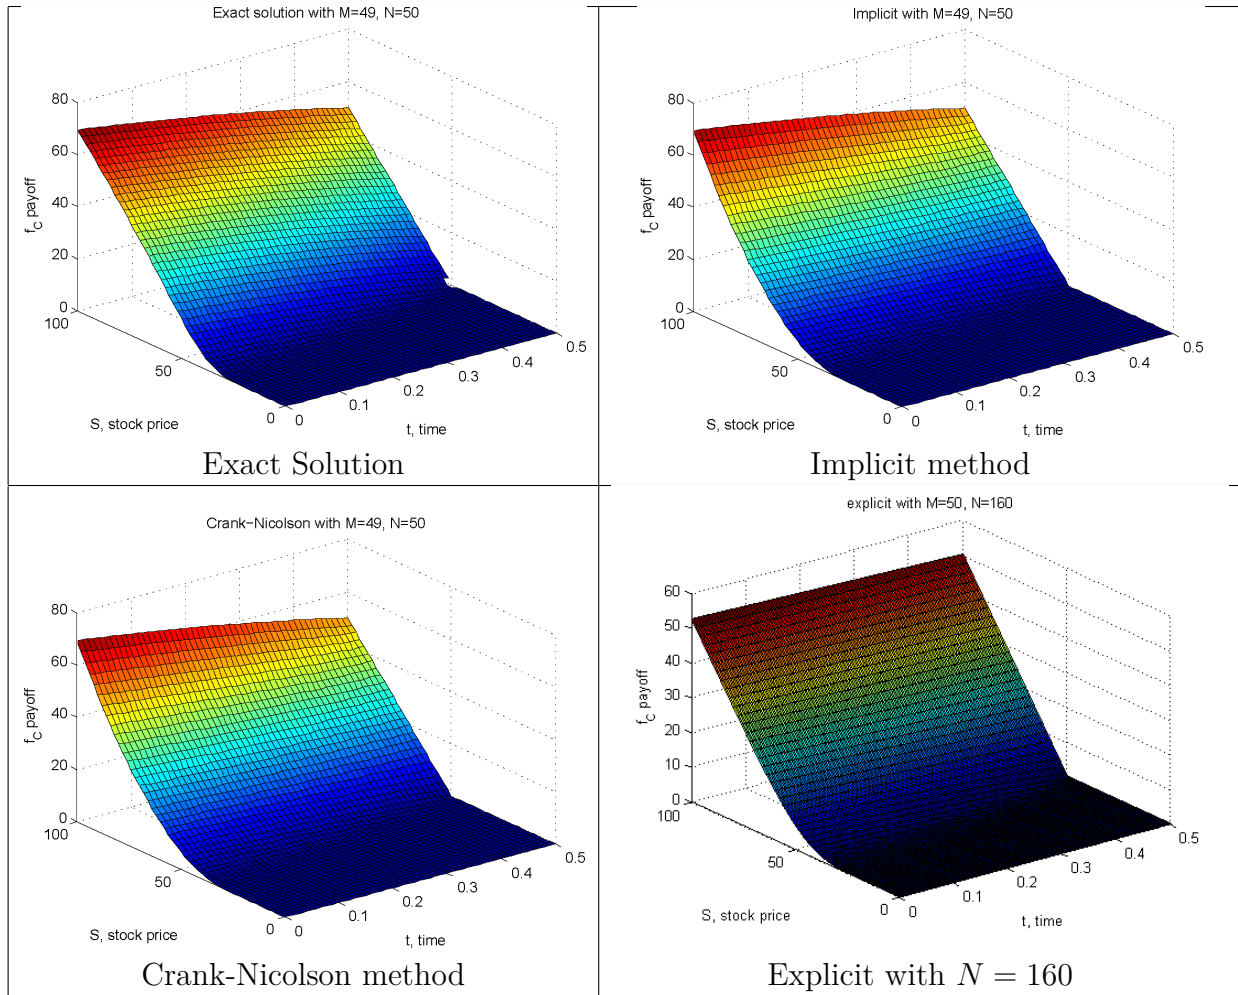 Exact solution with M=49, N=50
80
60
40
20
0
f_C payoff
100
50
0
S, stock price
0
0.1
0.2
0.3
0.4
0.5
t, time
Exact Solution
Implicit with M=49, N=50
80
60
40
20
0
f_C payoff
100
50
0
S, stock price
0
0.1
0.2
0.3
0.4
0.5
t, time
Implicit method
Crank-Nicolson with M=49, N=50
80
60
40
20
0
f_C payoff
100
50
0
S, stock price
0
0.1
0.2
0.3
0.4
0.5
t, time
Crank-Nicolson method
explicit with M=50, N=160
60
50
40
30
20
10
0
f_C payoff
100
50
0
S, stock price
0
0.1
0.2
0.3
0.4
0.5
t, time
Explicit with N = 160